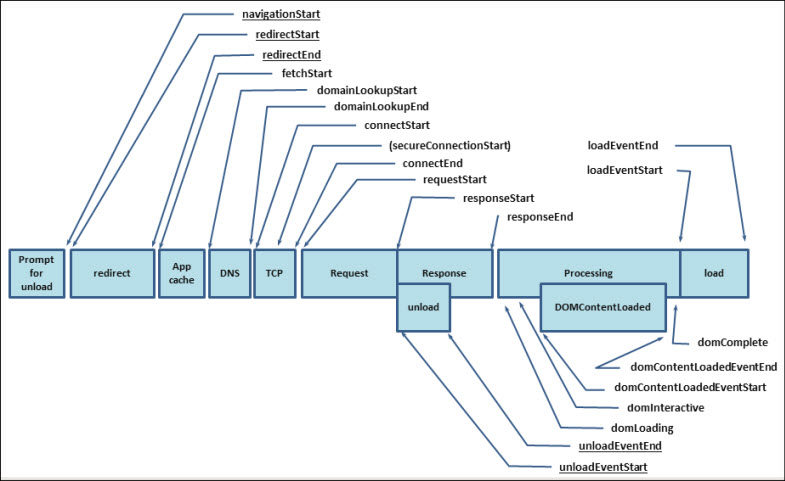 navigationStart
redirectStart
redirectEnd
fetchStart
domainLookupStart
domainLookupEnd
connectStart
(secureConnectionStart)
loadEventEnd
connectEnd
loadEventStart
requestStart
responseStart
responseEnd
Prompt
for
unload
redirect
App
cache
DNS
TCP
Request
Response
Processing
load
unload
DOMContentLoaded
domComplete
domContentLoadedEventEnd
domContentLoadedEventStart
domInteractive
domLoading
unloadEventEnd
unloadEventStart